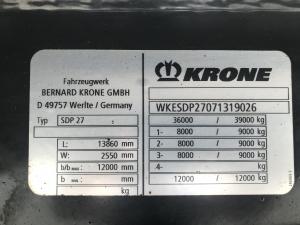 Fahrzeugwerk
BERNARD KRONE GMBH
D 49757 Werlte / Germany
Typ SDP 27
L: 13860 mm
W: 2550 mm
b/b max 12000 mm
b mm
kg
KRONE
WKESDP27071319026
36000 / 39000 kg
1- 8000 / 9000 kg
2- 8000 / 9000 kg
3- 8000 / 9000 kg
4-
12000 / 12000 kg